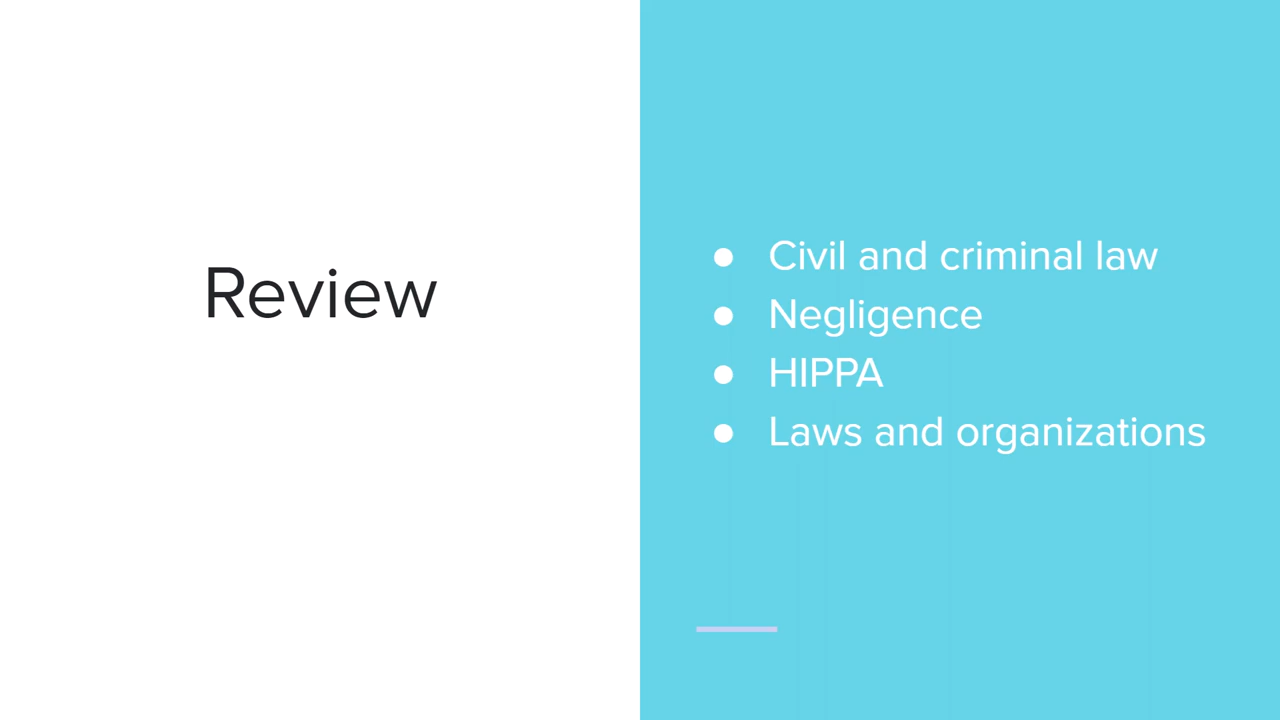 Review
● Civil and criminal law
● Negligence
● HIPPA
● Laws and organizations